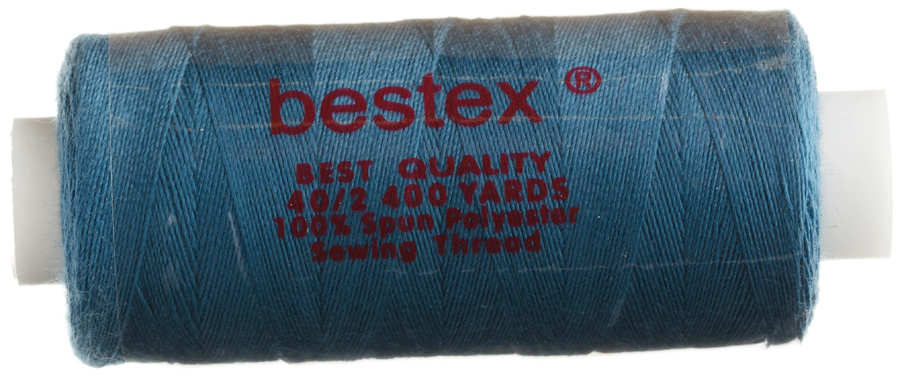 bestex ®
BEST QUALITY
40/2 400 YARDS
100% Spun Polyester
Sewing Thread